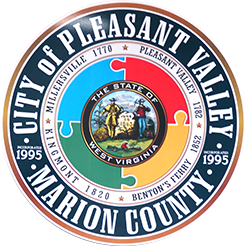 CITY OF PLEASANT VALLEY
MILLERSVILLE 1770
PLEASANT VALLEY 1782
THE STATE OF
WEST VIRGINIA
KINGMONT 1820
BENTON'S FERRY 1852
INCORPORATED
1995
INCORPORATED
1995
MARION COUNTY